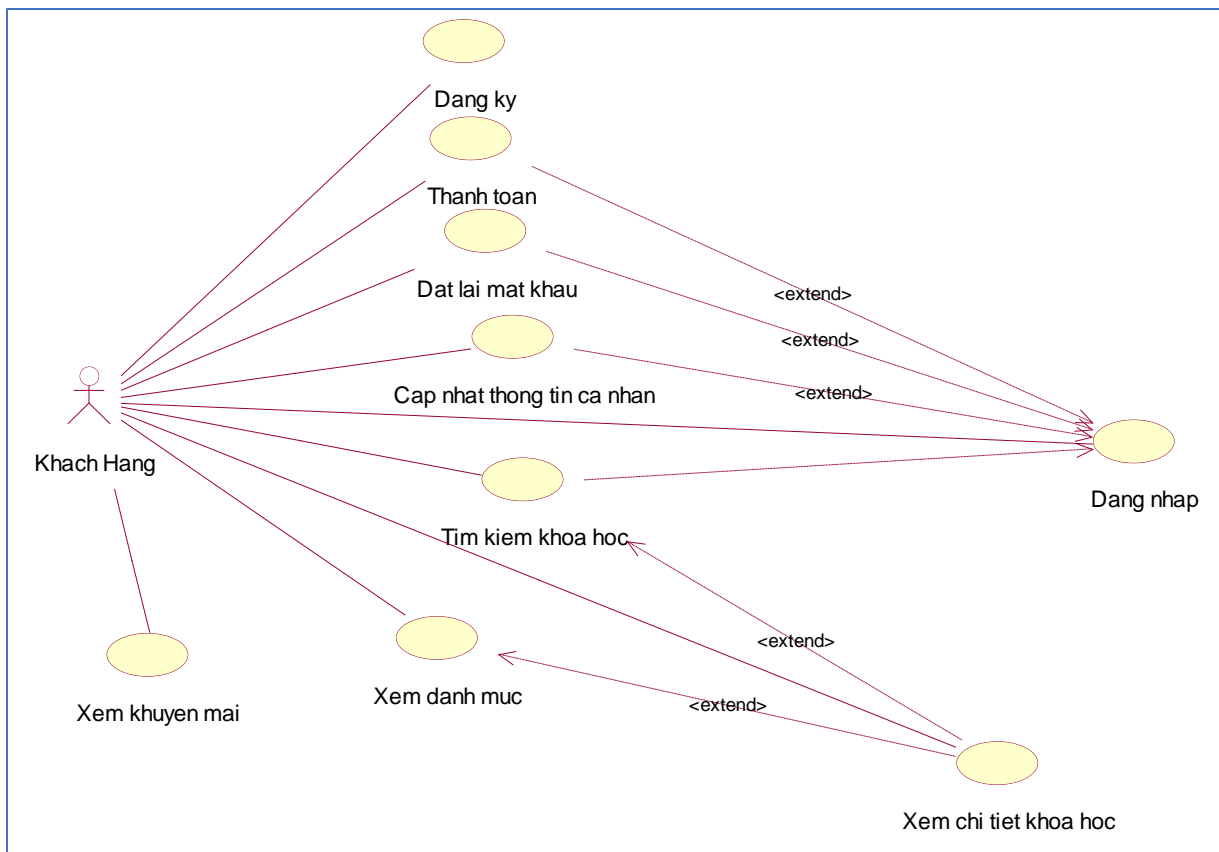 Dang ky
Thanh toan
Dat lai mat khau
<extend>
<extend>
<extend>
Cap nhat thong tin ca nhan
Khach Hang
Dang nhap
Tim kiem khoa hoc
<extend>
Xem danh muc
<extend>
Xem khuyen mai
Xem chi tiet khoa hoc